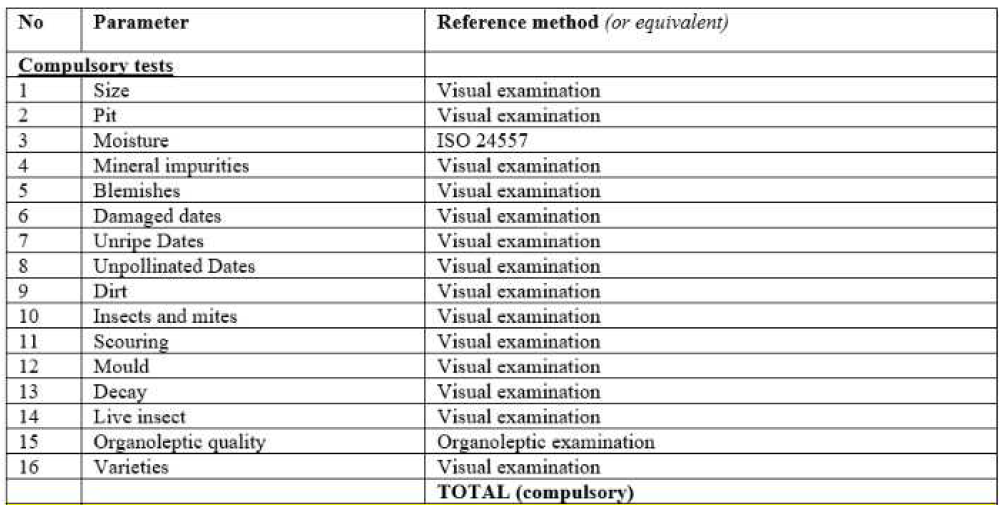 No Parameter Reference method (or equivalent)
Compulsory tests
1 Size Visual examination
2 Pit Visual examination
3 Moisture ISO 24557
4 Mineral impurities Visual examination
5 Blemishes Visual examination
6 Damaged dates Visual examination
7 Unripe Dates Visual examination
8 Unpollinated Dates Visual examination
9 Dirt Visual examination
10 Insects and mites Visual examination
11 Scouring Visual examination
12 Mould Visual examination
13 Decay Visual examination
14 Live insect Visual examination
15 Organoleptic quality Organoleptic examination
16 Varieties Visual examination
TOTAL (compulsory)